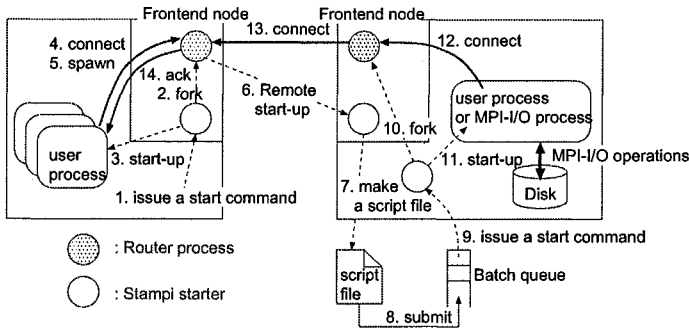 Frontend node
Frontend node
13. connect
4. connect
5. spawn
12. connect
14. ack
2. fork
6. Remote
start-up
user process
or MPI-I/O process
10. fork
3. start-up
11. start-up
MPI-I/O operations
user
process
1. issue a start command
7. make
a script file
Disk
9. issue a start command
: Router process
script
file
Batch queue
: Stampi starter
8. submit